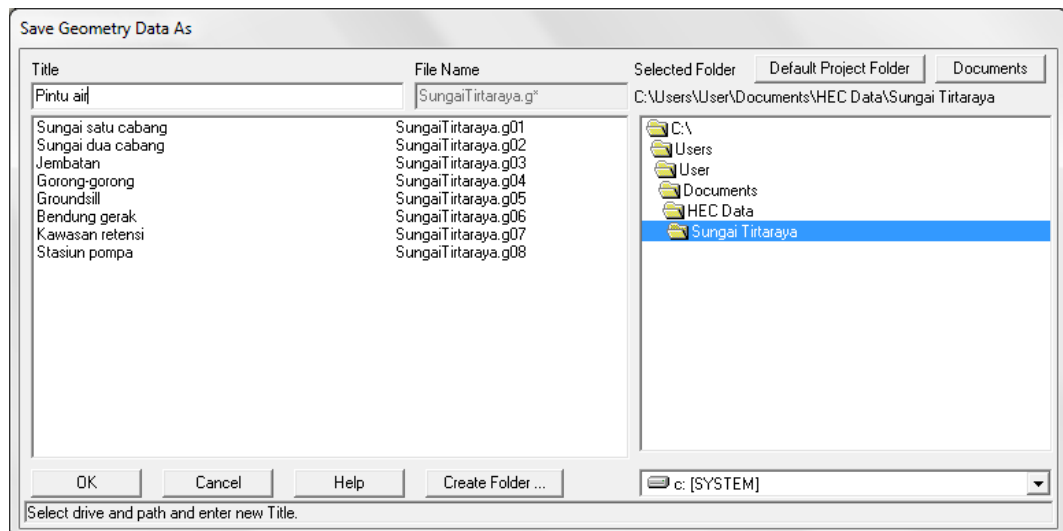 Save Geometry Data As
Title File Name Selected Folder Default Project Folder Documents
Pintu air SungaiTirtaraya.g* C:\Users\User\Documents\HEC Data\Sungai Tirtaraya
Sungai satu cabang SungaiTirtaraya.g01
Sungai dua cabang SungaiTirtaraya.g02
Jembatan SungaiTirtaraya.g03
Gorong-gorong SungaiTirtaraya.g04
Groundsill SungaiTirtaraya.g05
Bendung gerak SungaiTirtaraya.g06
Kawasan retensi SungaiTirtaraya.g07
Stasiun pompa SungaiTirtaraya.g08
C:\
Users
User
Documents
HEC Data
Sungai Tirtaraya
OK Cancel Help Create Folder ... c: [SYSTEM]
Select drive and path and enter new Title.